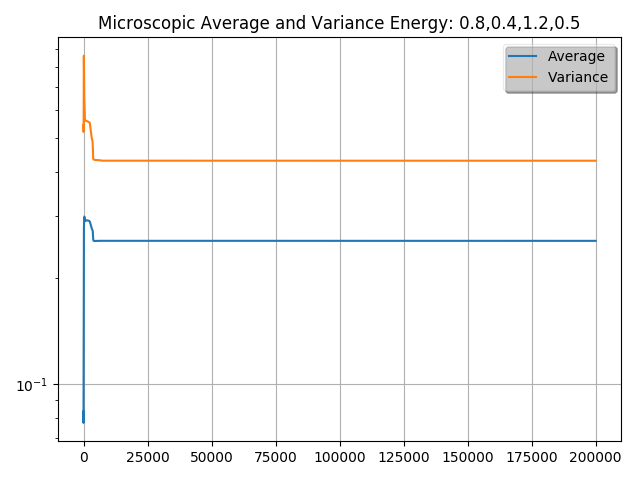 Microscopic Average and Variance Energy: 0.8,0.4,1.2,0.5
Average
Variance
10⁻¹
0 25000 50000 75000 100000 125000 150000 175000 200000